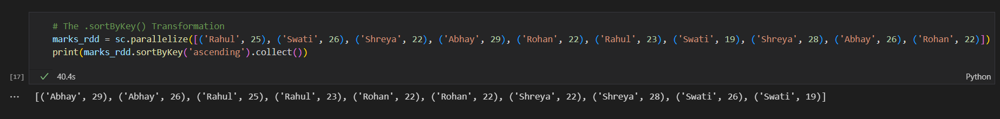 # The .sortByKey() Transformation
marks_rdd = sc.parallelize([('Rahul', 25), ('Swati', 26), ('Shreya', 22), ('Abhay', 29), ('Rohan', 22), ('Rahul', 23), ('Swati', 19), ('Shreya', 28), ('Abhay', 26), ('Rohan', 22)])
print(marks_rdd.sortByKey('ascending').collect())
[17] 40.4s Python
[('Abhay', 29), ('Abhay', 26), ('Rahul', 25), ('Rahul', 23), ('Rohan', 22), ('Rohan', 22), ('Shreya', 22), ('Shreya', 28), ('Swati', 26), ('Swati', 19)]